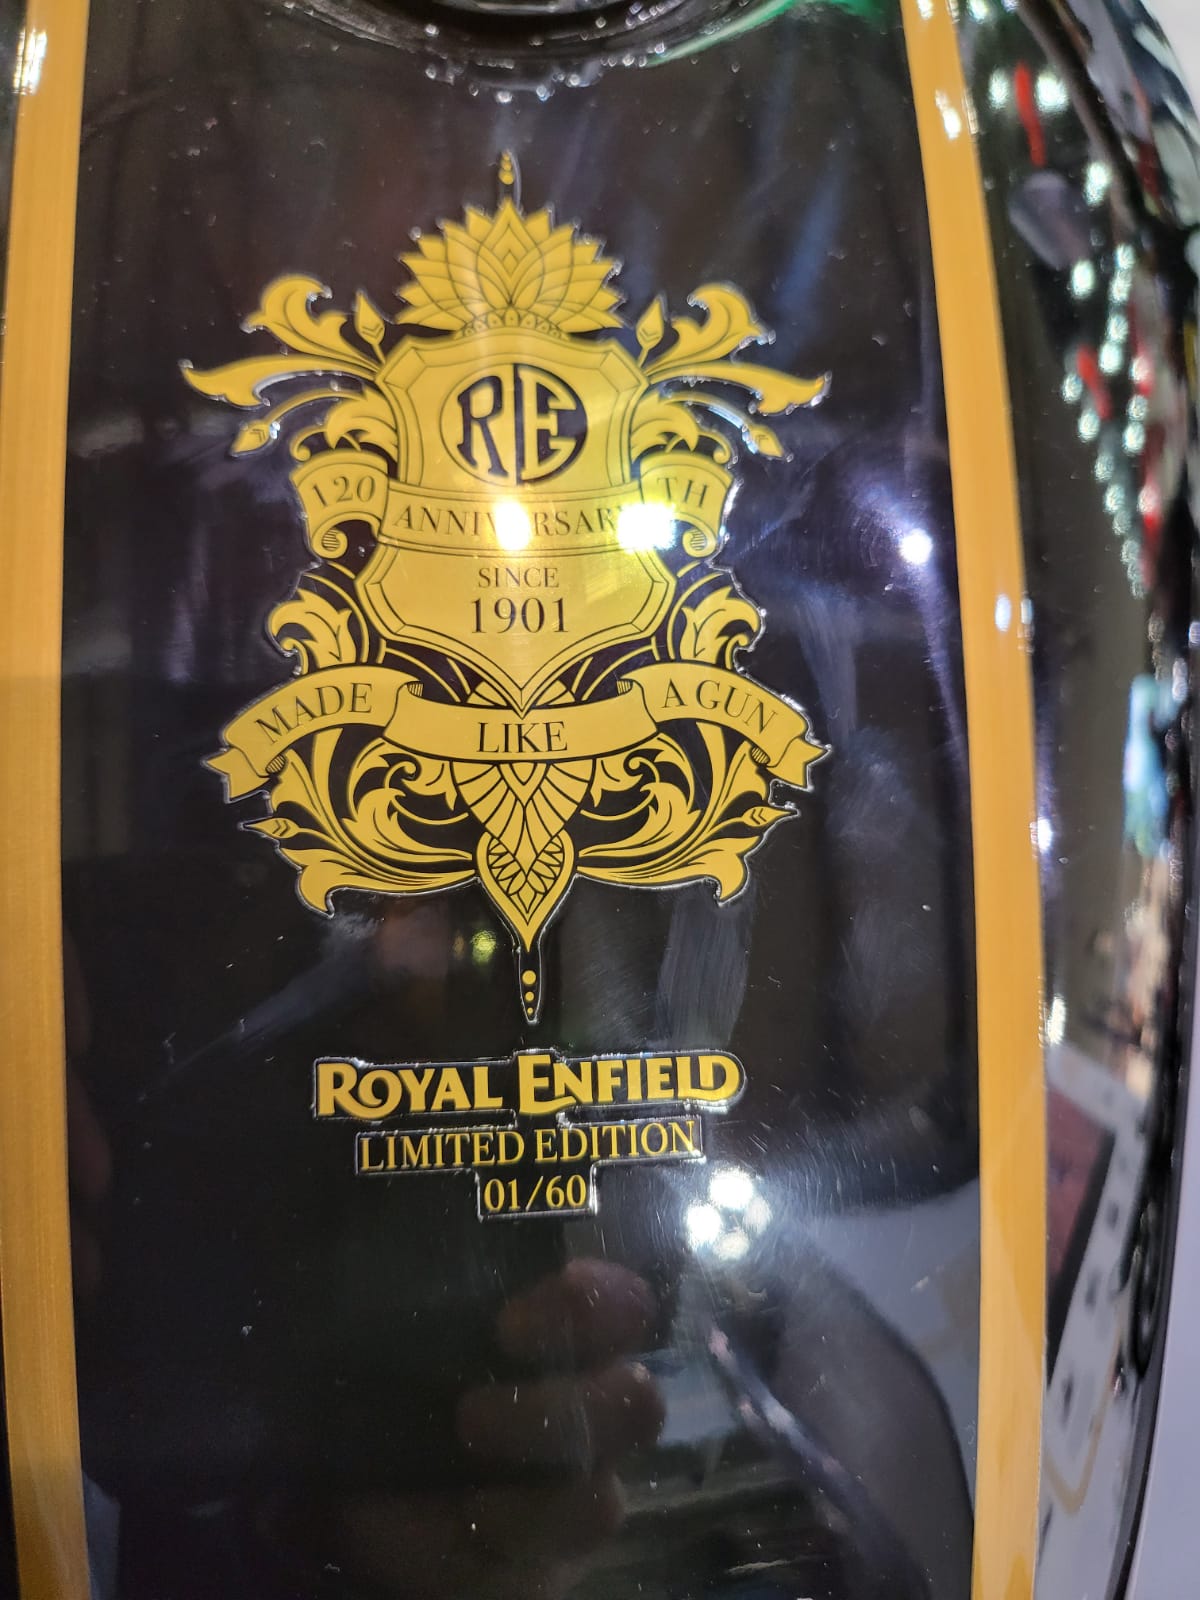 RE
120 TH
ANNIVERSARY
SINCE
1901
MADE LIKE A GUN
ROYAL ENFIELD
LIMITED EDITION
01/60